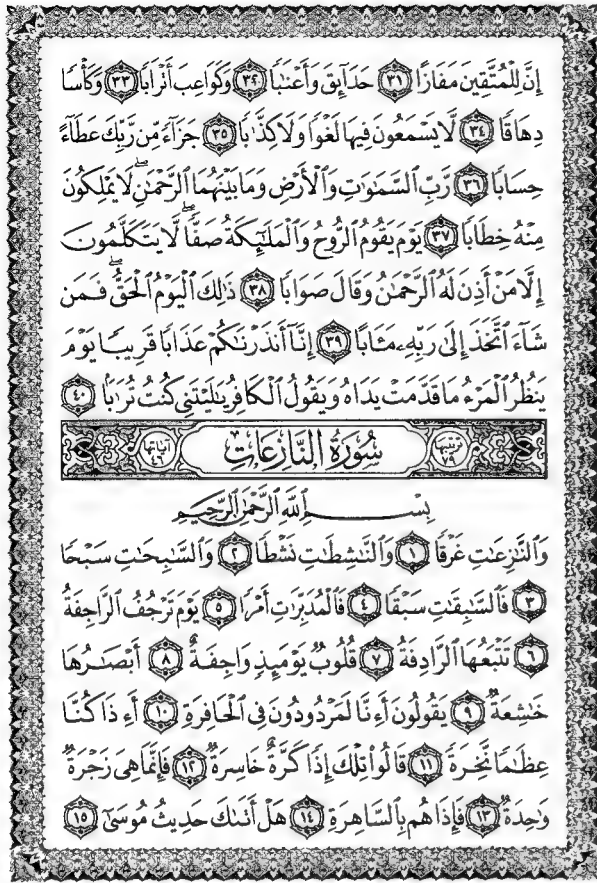 إِنَّ لِلْمُتَّقِينَ مَفَازًا ٣١ حَدَآئِقَ وَأَعْنَٰبًا ٣٢ وَكَوَاعِبَ أَتْرَابًا ٣٣ وَكَأْسًا
دِهَاقًا ٣٤ لَّا يَسْمَعُونَ فِيهَا لَغْوًا وَلَا كِذَّٰبًا ٣٥ جَزَآءً مِّن رَّبِّكَ عَطَآءً
حِسَابًا ٣٦ رَّبِّ ٱلسَّمَٰوَٰتِ وَٱلْأَرْضِ وَمَا بَيْنَهُمَا ٱلرَّحْمَٰنِ ۖ لَا يَمْلِكُونَ
مِنْهُ خِطَابًا ٣٧ يَوْمَ يَقُومُ ٱلرُّوحُ وَٱلْمَلَٰٓئِكَةُ صَفًّا ۖ لَّا يَتَكَلَّمُونَ
إِلَّا مَنْ أَذِنَ لَهُ ٱلرَّحْمَٰنُ وَقَالَ صَوَابًا ٣٨ ذَٰلِكَ ٱلْيَوْمُ ٱلْحَقُّ ۖ فَمَن
شَآءَ ٱتَّخَذَ إِلَىٰ رَبِّهِۦ مَـَٔابًا ٣٩ إِنَّآ أَنذَرْنَٰكُمْ عَذَابًا قَرِيبًا يَوْمَ
يَنظُرُ ٱلْمَرْءُ مَا قَدَّمَتْ يَدَاهُ وَيَقُولُ ٱلْكَافِرُ يَٰلَيْتَنِى كُنتُ تُرَٰبًۢا ٤٠
ترتيبها ٧٩ سُورَةُ النَّازِعَاتِ آياتها ٤٦
بِسْمِ ٱللَّهِ ٱلرَّحْمَٰنِ ٱلرَّحِيمِ
وَٱلنَّٰزِعَٰتِ غَرْقًا ١ وَٱلنَّٰشِطَٰتِ نَشْطًا ٢ وَٱلسَّٰبِحَٰتِ سَبْحًا
٣ فَٱلسَّٰبِقَٰتِ سَبْقًا ٤ فَٱلْمُدَبِّرَٰتِ أَمْرًا ٥ يَوْمَ تَرْجُفُ ٱلرَّاجِفَةُ
٦ تَتْبَعُهَا ٱلرَّادِفَةُ ٧ قُلُوبٌ يَوْمَئِذٍ وَاجِفَةٌ ٨ أَبْصَٰرُهَا
خَٰشِعَةٌ ٩ يَقُولُونَ أَءِنَّا لَمَرْدُودُونَ فِى ٱلْحَافِرَةِ ١٠ أَءِذَا كُنَّا
عِظَٰمًا نَّخِرَةً ١١ قَالُوا۟ تِلْكَ إِذًا كَرَّةٌ خَاسِرَةٌ ١٢ فَإِنَّمَا هِىَ زَجْرَةٌ
وَٰحِدَةٌ ١٣ فَإِذَا هُم بِٱلسَّاهِرَةِ ١٤ هَلْ أَتَىٰكَ حَدِيثُ مُوسَىٰٓ ١٥